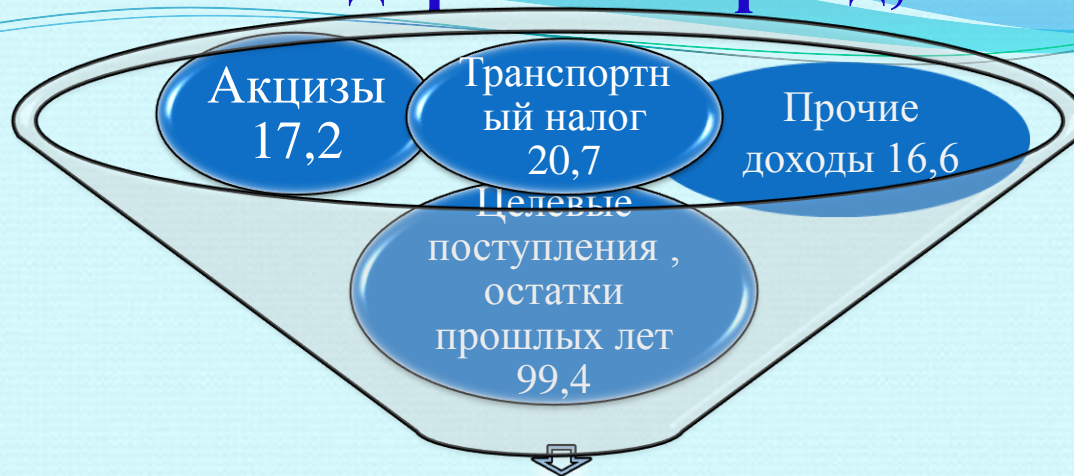 Акцизы
17,2
Транспортн
ый налог
20,7
Прочие
доходы 16,6
Целевые
поступления ,
остатки
прошлых лет
99,4